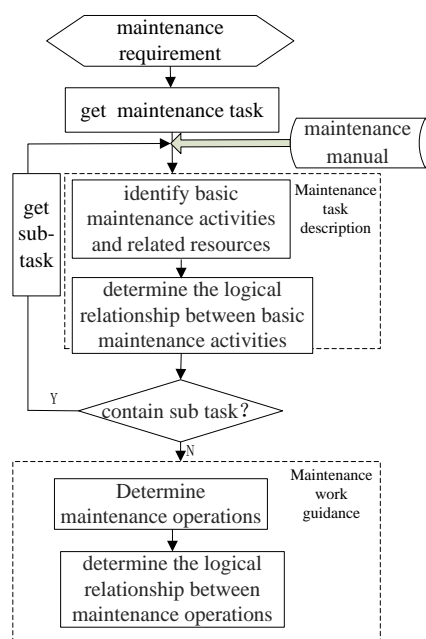 maintenance
requirement
get maintenance task
maintenance
manual
get
sub-
task
identify basic
maintenance activities
and related resources
Maintenance
task
description
determine the logical
relationship between basic
maintenance activities
contain sub task?
Y
N
Maintenance
work
guidance
Determine
maintenance operations
determine the logical
relationship between
maintenance operations